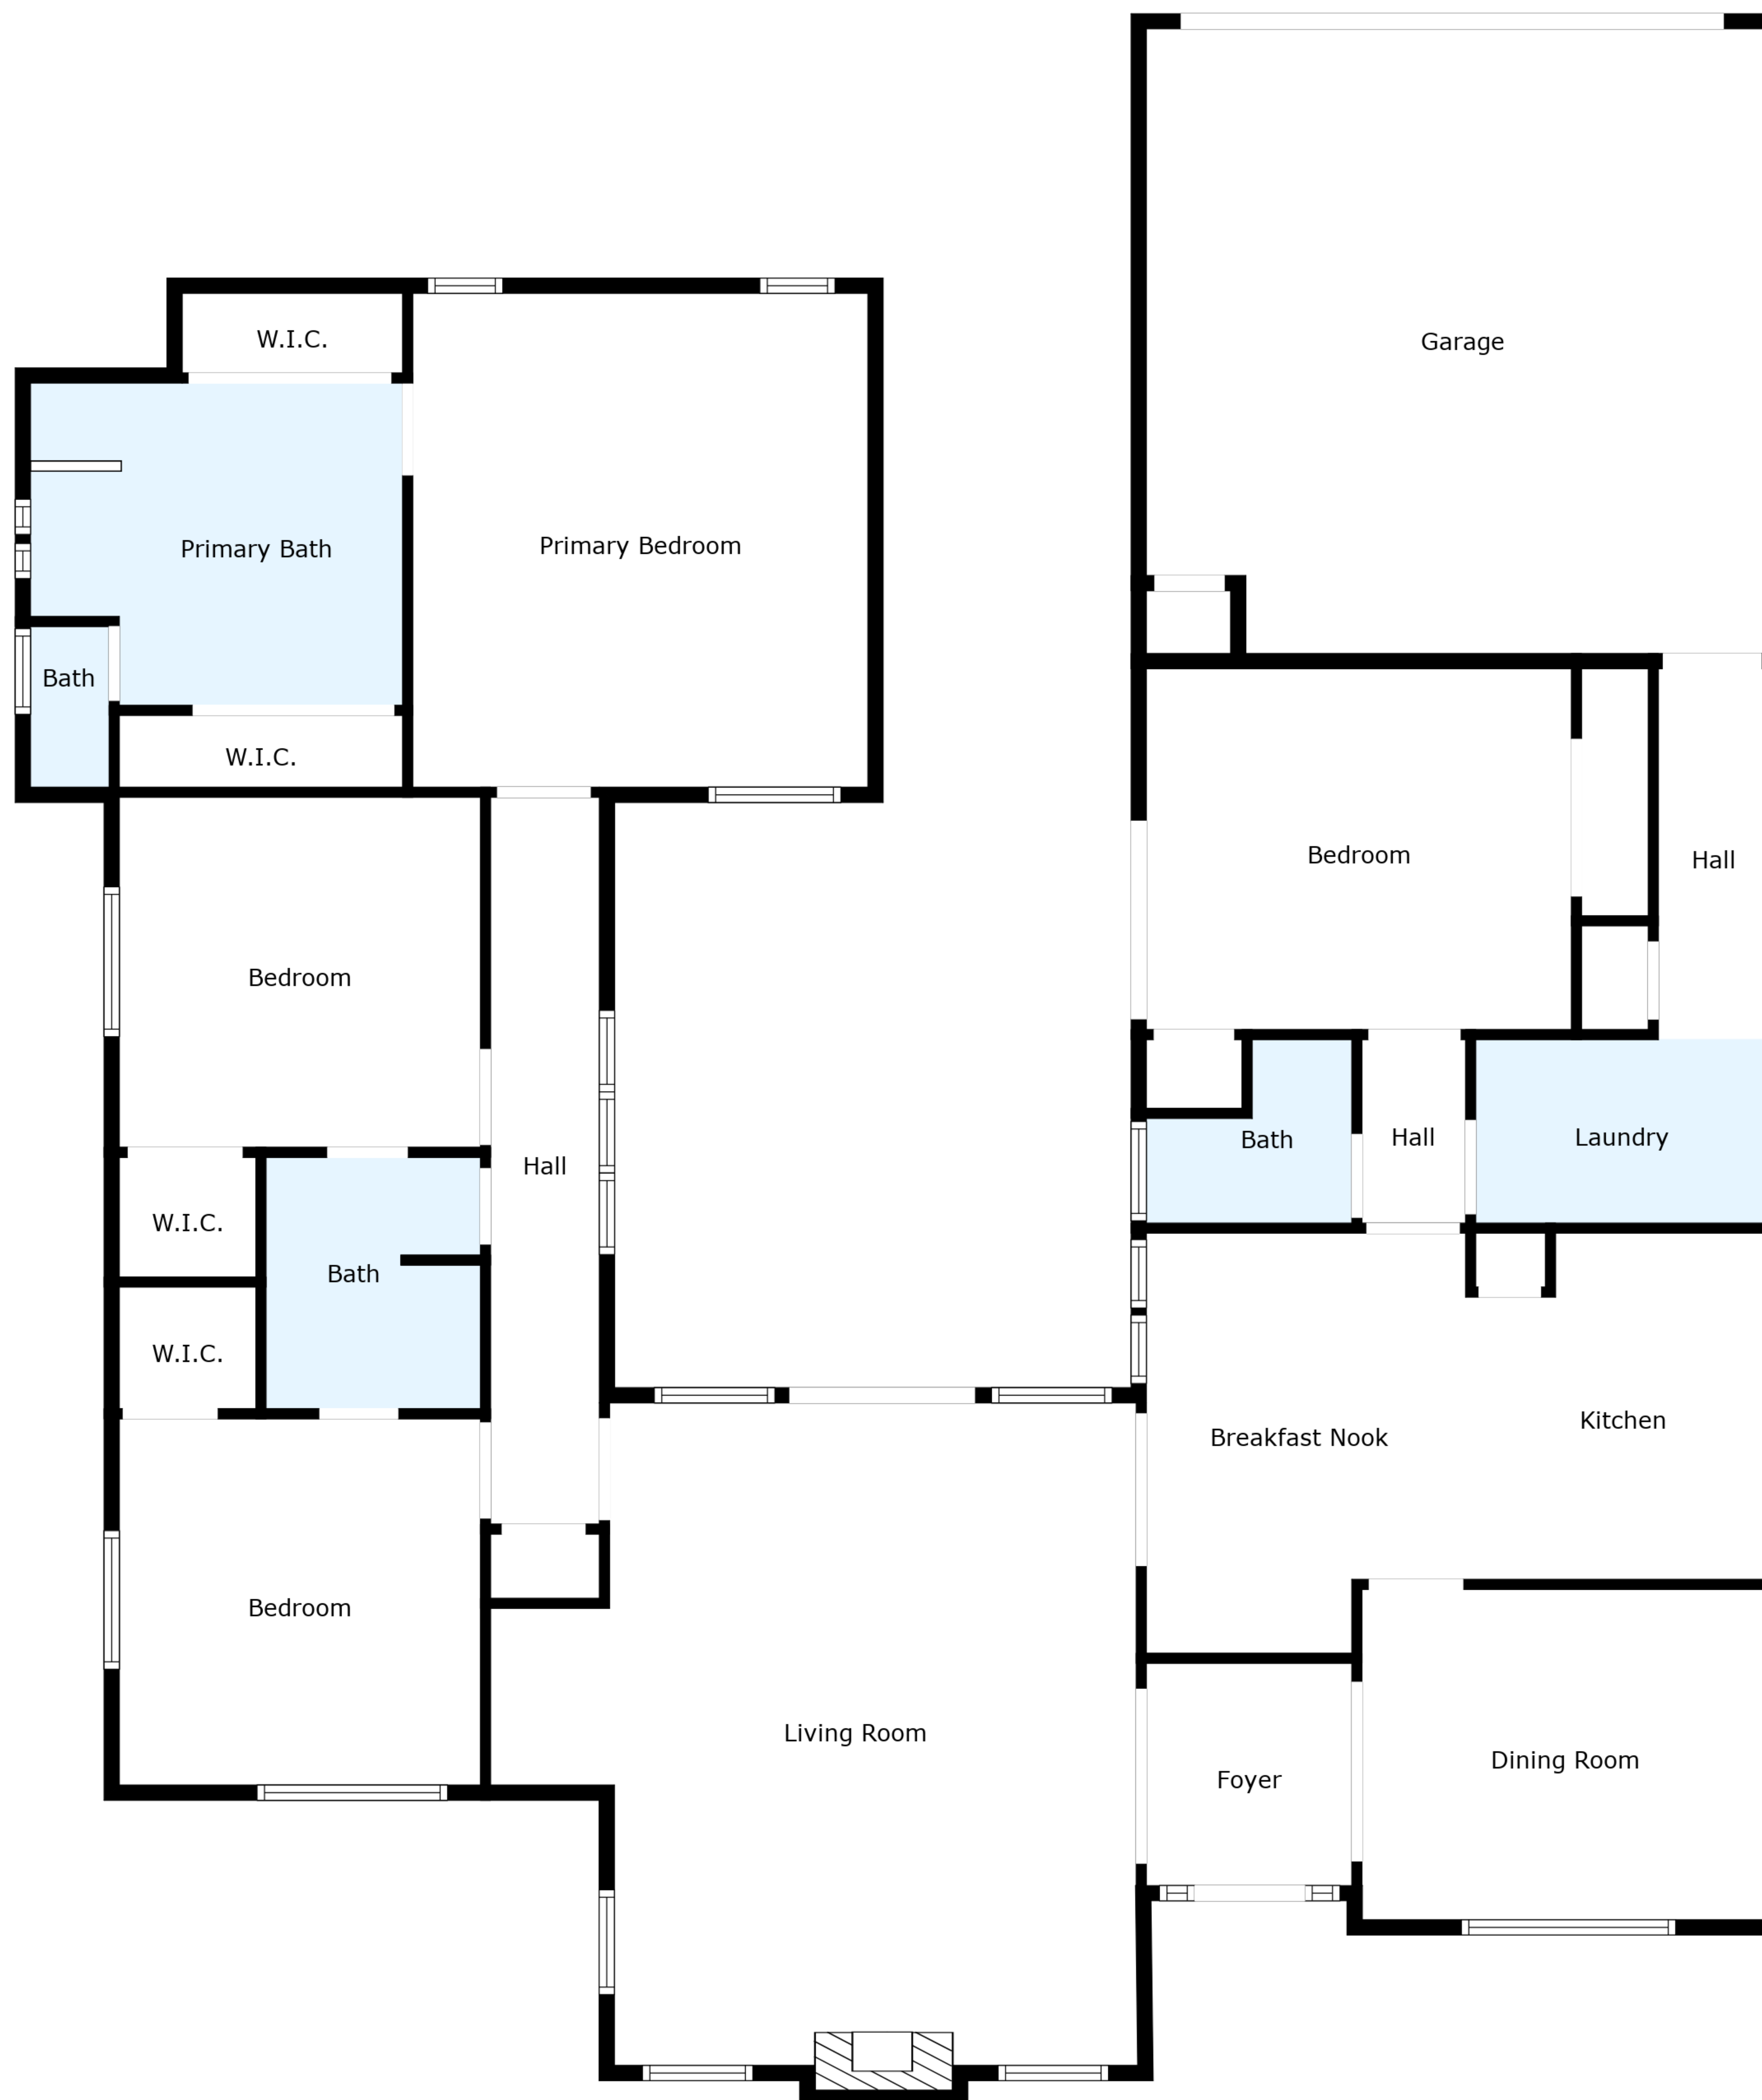 W.I.C.
Garage
Primary Bath
Primary Bedroom
Bath
W.I.C.
Bedroom
Hall
Bedroom
Hall
Bath
Hall
Laundry
W.I.C.
Bath
W.I.C.
Breakfast Nook
Kitchen
Bedroom
Living Room
Foyer
Dining Room